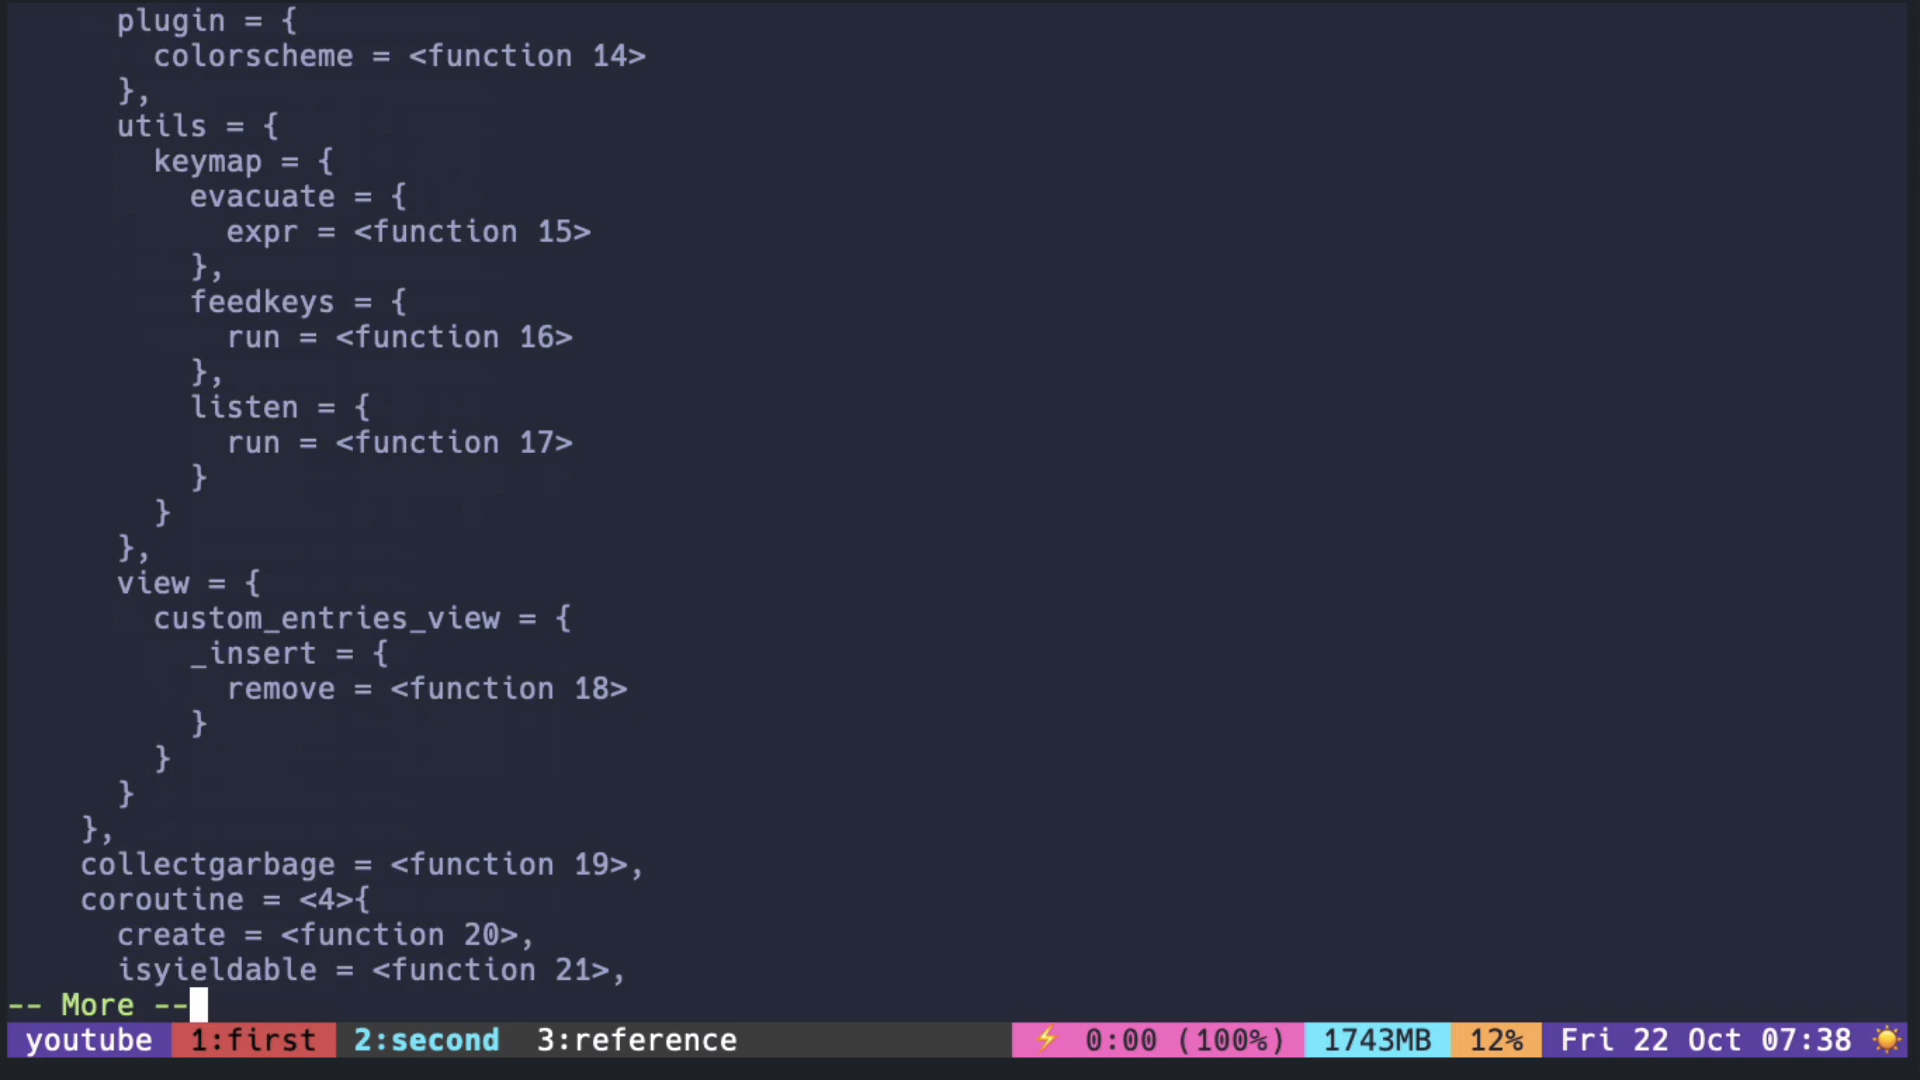 plugin = {
colorscheme = <function 14>
},
utils = {
keymap = {
evacuate = {
expr = <function 15>
},
feedkeys = {
run = <function 16>
},
listen = {
run = <function 17>
}
}
},
view = {
custom_entries_view = {
_insert = {
remove = <function 18>
}
}
}
},
collectgarbage = <function 19>,
coroutine = <4>{
create = <function 20>,
isyieldable = <function 21>,
-- More --
youtube 1:first 2:second 3:reference ⚡ 0:00 (100%) 1743MB 12% Fri 22 Oct 07:38 ☀️